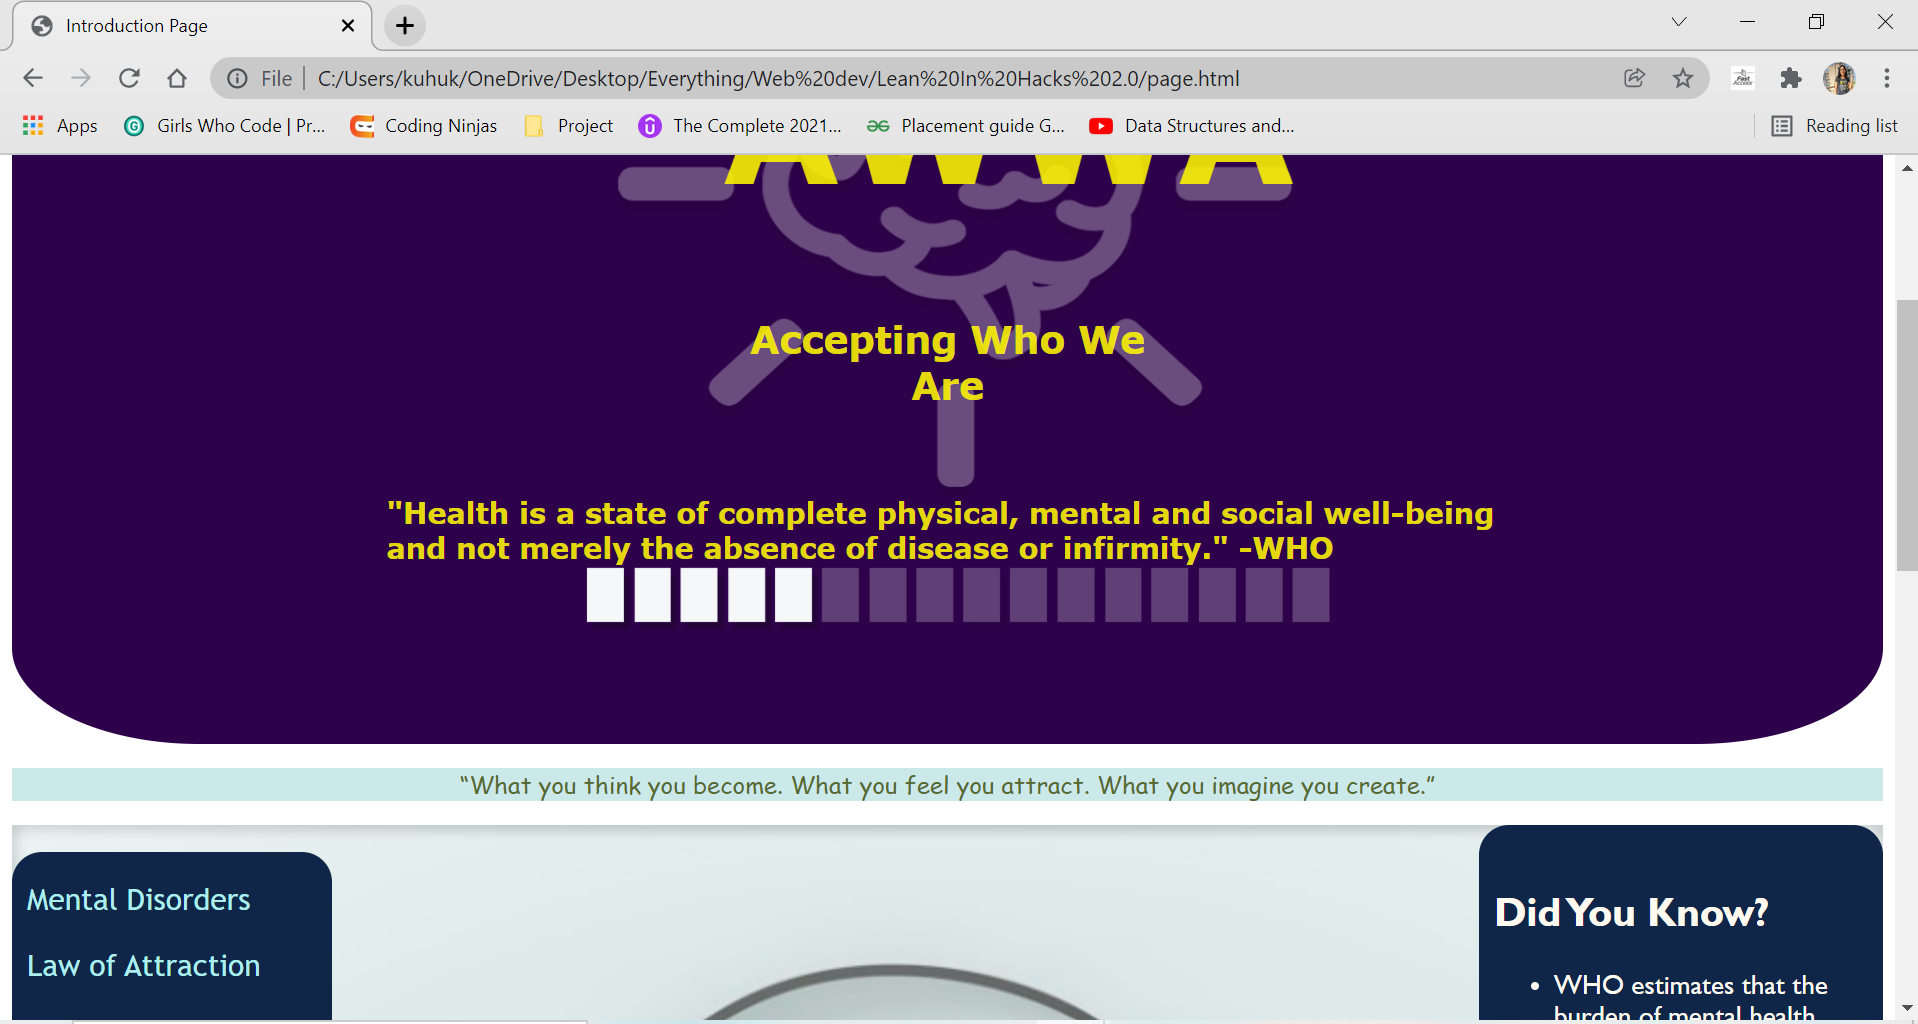 Introduction Page
File
C:/Users/kuhuk/OneDrive/Desktop/Everything/Web%20dev/Lean%20In%20Hacks%202.0/page.html
Fast
Access
Apps
Girls Who Code | Pr...
Coding Ninjas
Project
The Complete 2021...
Placement guide G...
Data Structures and...
Reading list
AWWA
Accepting Who We
Are
"Health is a state of complete physical, mental and social well-being
and not merely the absence of disease or infirmity." -WHO
“What you think you become. What you feel you attract. What you imagine you create.”
Mental Disorders
Law of Attraction
Did You Know?
• WHO estimates that the
burden of mental health